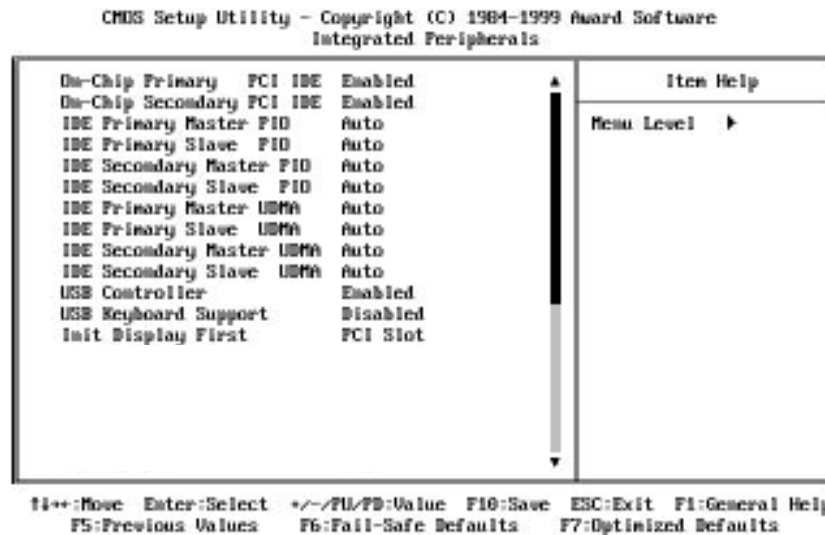 CMOS Setup Utility - Copyright (C) 1984-1999 Award Software
Integrated Peripherals
On-Chip Primary PCI IDE Enabled
On-Chip Secondary PCI IDE Enabled
IDE Primary Master PIO Auto
IDE Primary Slave PIO Auto
IDE Secondary Master PIO Auto
IDE Secondary Slave PIO Auto
IDE Primary Master UDMA Auto
IDE Primary Slave UDMA Auto
IDE Secondary Master UDMA Auto
IDE Secondary Slave UDMA Auto
USB Controller Enabled
USB Keyboard Support Disabled
Init Display First PCI Slot
Item Help
Menu Level ▶
↑↓→←:Move Enter:Select +/-/PU/PD:Value F10:Save ESC:Exit F1:General Help
F5:Previous Values F6:Fail-Safe Defaults F7:Optimized Defaults